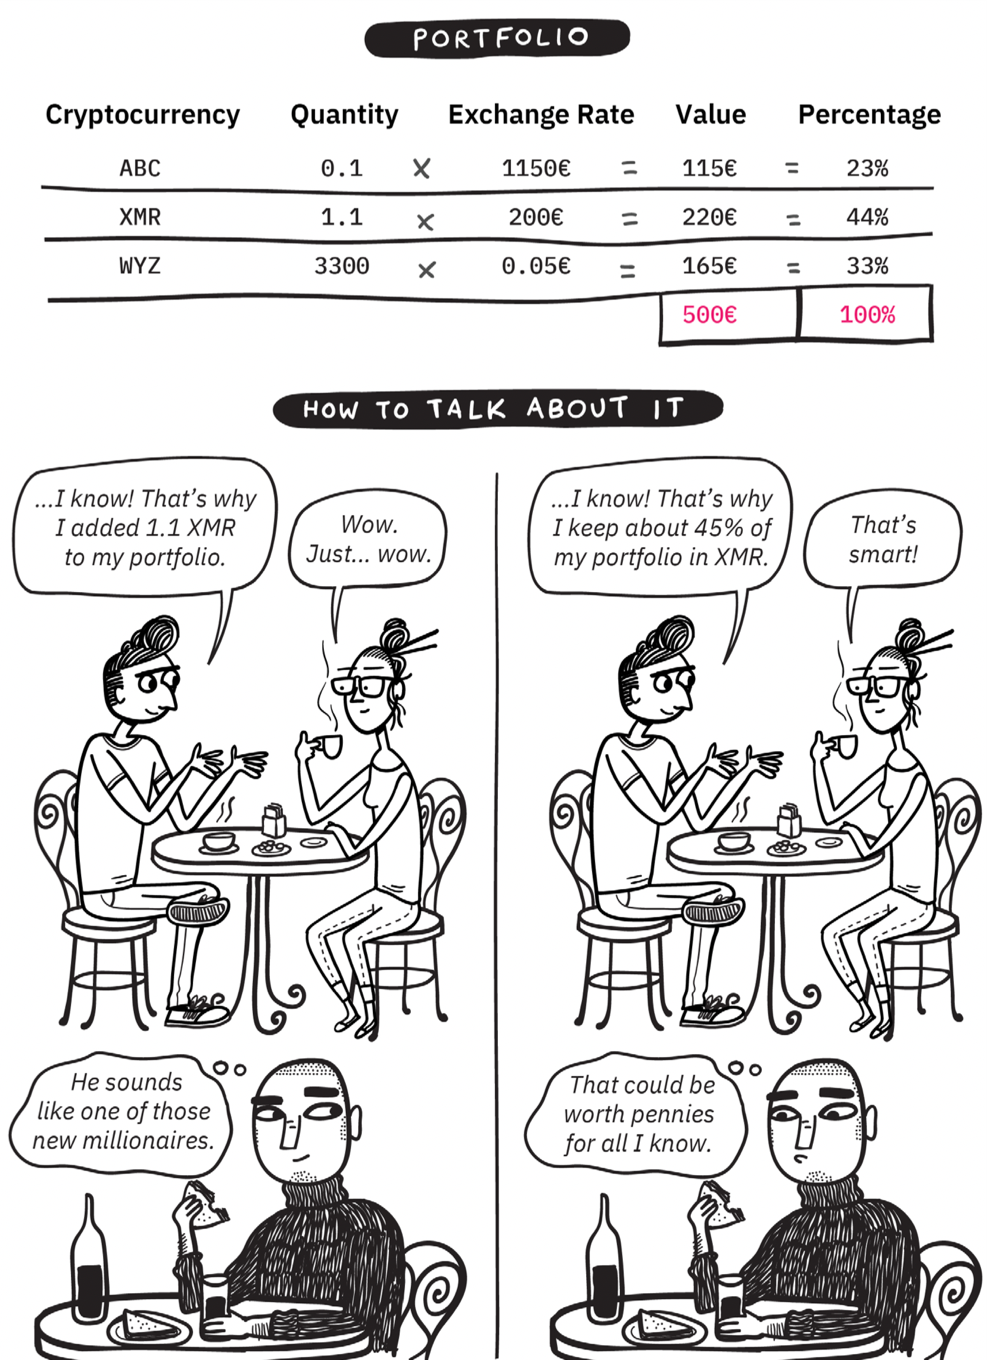 PORTFOLIO
Cryptocurrency Quantity Exchange Rate Value Percentage
ABC 0.1 × 1150€ = 115€ = 23%
XMR 1.1 × 200€ = 220€ = 44%
WYZ 3300 × 0.05€ = 165€ = 33%
500€ 100%
HOW TO TALK ABOUT IT
...I know! That's why
I added 1.1 XMR
to my portfolio.
Wow.
Just... wow.
He sounds
like one of those
new millionaires.
...I know! That's why
I keep about 45% of
my portfolio in XMR.
That's
smart!
That could be
worth pennies
for all I know.